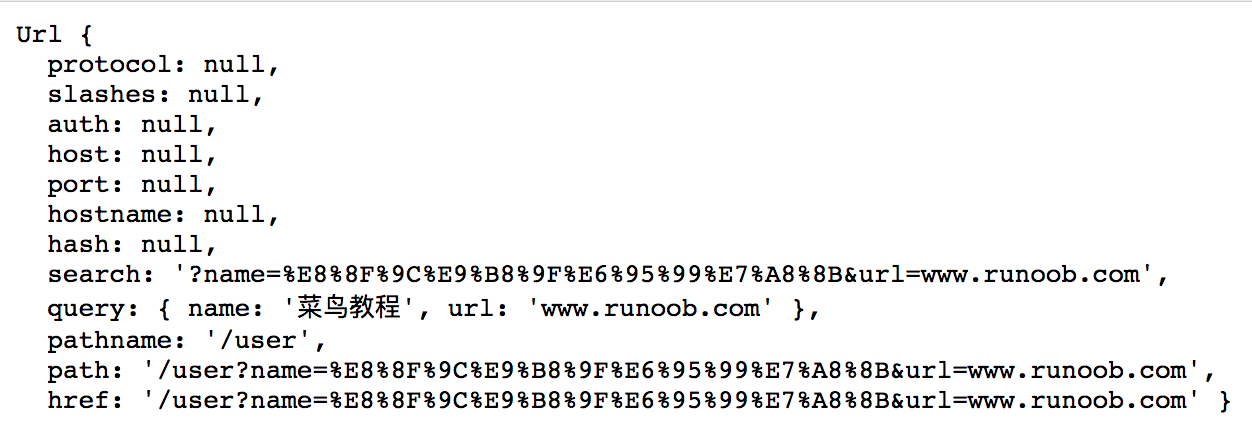 Url {
  protocol: null,
  slashes: null,
  auth: null,
  host: null,
  port: null,
  hostname: null,
  hash: null,
  search: '?name=%E8%8F%9C%E9%B8%9F%E6%95%99%E7%A8%8B&url=www.runoob.com',
  query: { name: '菜鸟教程', url: 'www.runoob.com' },
  pathname: '/user',
  path: '/user?name=%E8%8F%9C%E9%B8%9F%E6%95%99%E7%A8%8B&url=www.runoob.com',
  href: '/user?name=%E8%8F%9C%E9%B8%9F%E6%95%99%E7%A8%8B&url=www.runoob.com' }